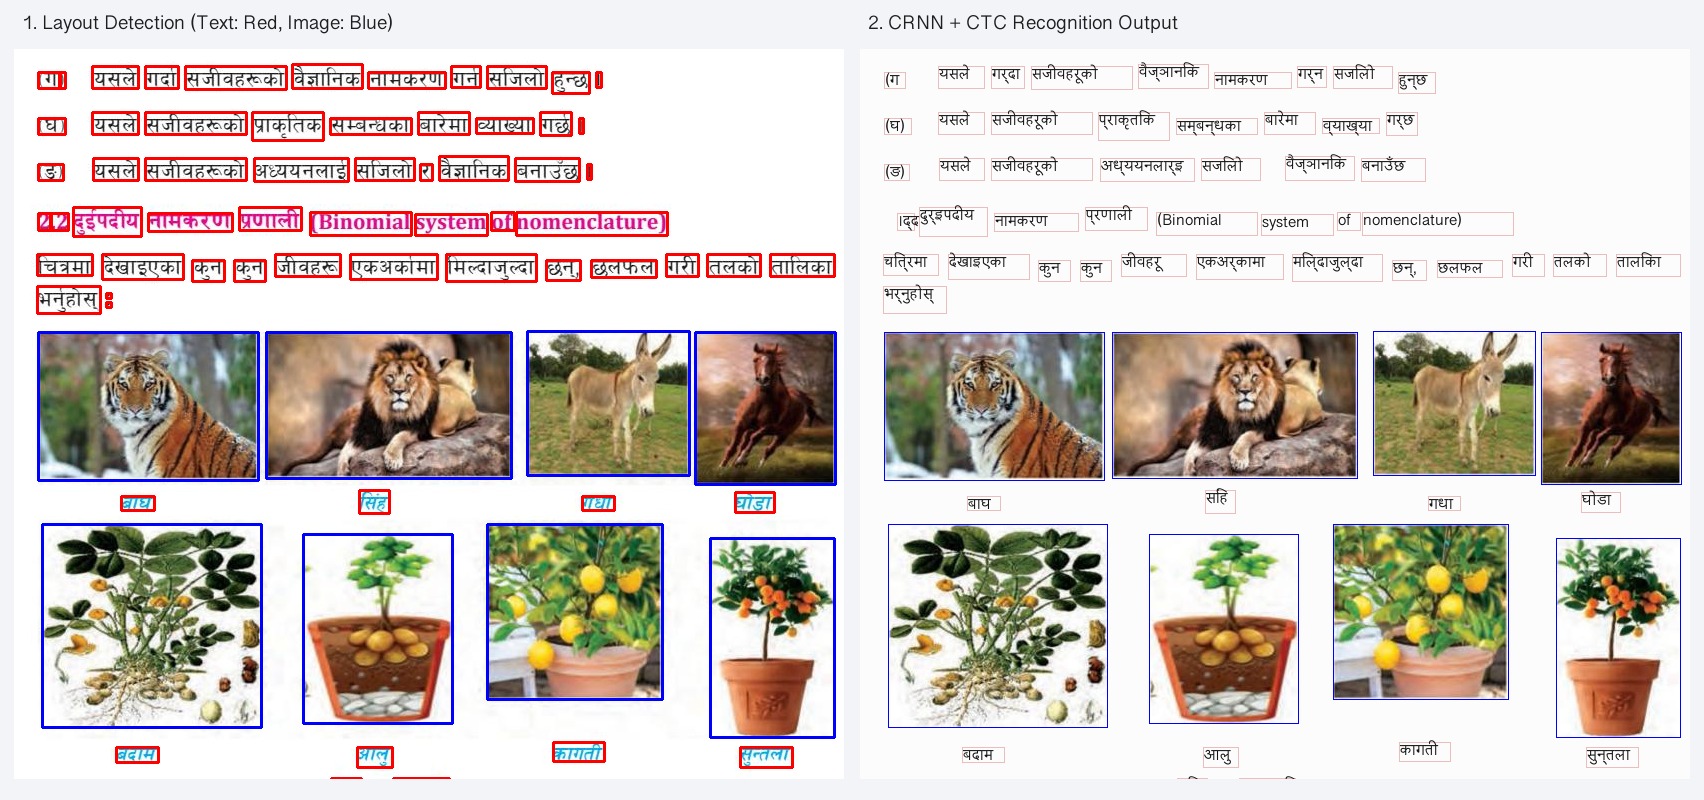 1. Layout Detection (Text: Red, Image: Blue)
(ग) यसले गर्दा सजीवहरूको वैज्ञानिक नामकरण गर्न सजिलो हुन्छ ।
(घ) यसले सजीवहरूको प्राकृतिक सम्बन्धका बारेमा व्याख्या गर्छ ।
(ङ) यसले सजीवहरूको अध्ययनलाई सजिलो र वैज्ञानिक बनाउँछ ।
2.2 दुईपदीय नामकरण प्रणाली (Binomial system of nomenclature)
चित्रमा देखाइएका कुन कुन जीवहरू एकअर्कामा मिल्दाजुल्दा छन्, छलफल गरी तलको तालिका
भर्नुहोस् :
बाघ सिंह गधा घोडा
बदाम आलु कागती सुन्तला
2. CRNN + CTC Recognition Output
(ग यसले गर्‌दा सजीवहरूको वैज्‌ञानकि नामकरण गर्‌न सजलिो हुन्‌छ
(घ) यसले सजीवहरूको प्‌राकृतकि सम्‌बन्‌धका बारेमा व्‌याख्‌या गर्‌छ
(ङ) यसले सजीवहरूको अध्‌ययनलार्‌इ सजलिो वैज्‌ञानकि बनाउँछ
।द्‌द दुर्‌इपदीय नामकरण प्‌रणाली (Binomial system of nomenclature)
चति्‌रमा देखाइएका कुन कुन जीवहरू एकअर्‌कामा मलि्‌दाजुल्‌दा छन्, छलफल गरी तलको तालकिा
भर्‌नुहोस्
बाघ सहिं गधा घोडा
बदाम आलु कागती सुन्‌तला